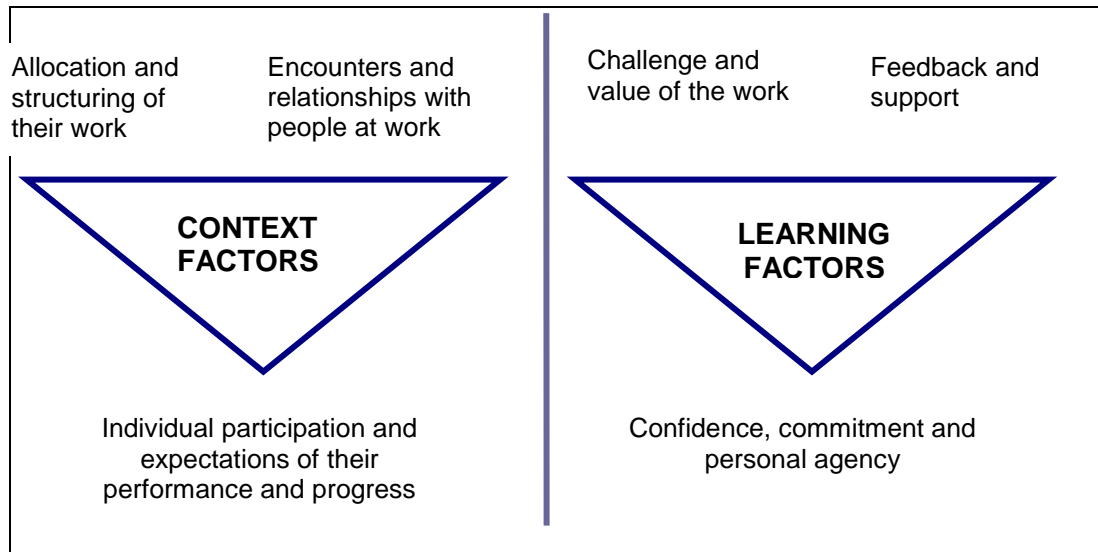 Allocation and
structuring of
their work
Encounters and
relationships with
people at work
CONTEXT
FACTORS
Individual participation and
expectations of their
performance and progress
Challenge and
value of the work
Feedback and
support
LEARNING
FACTORS
Confidence, commitment and
personal agency